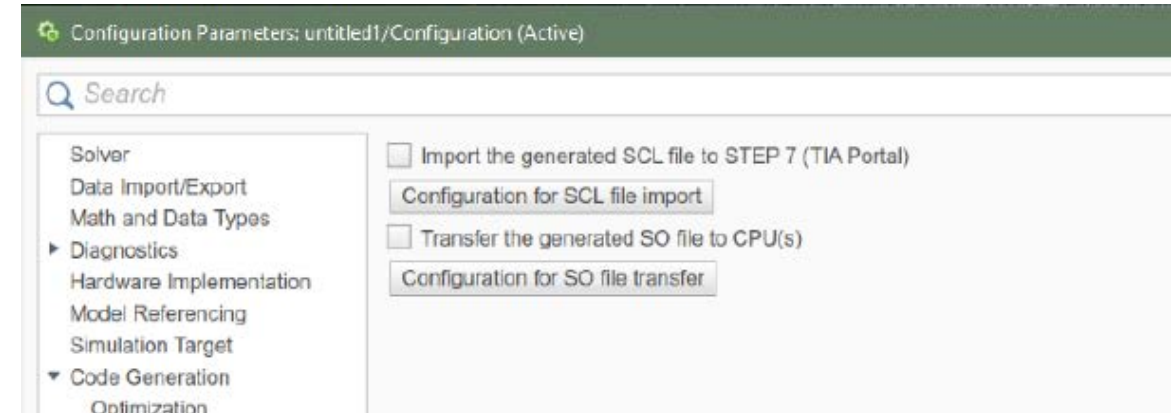 Configuration Parameters: untitled1/Configuration (Active)
Search
Solver
Data Import/Export
Math and Data Types
Diagnostics
Hardware Implementation
Model Referencing
Simulation Target
Code Generation
Optimization
Import the generated SCL file to STEP 7 (TIA Portal)
Configuration for SCL file import
Transfer the generated SO file to CPU(s)
Configuration for SO file transfer